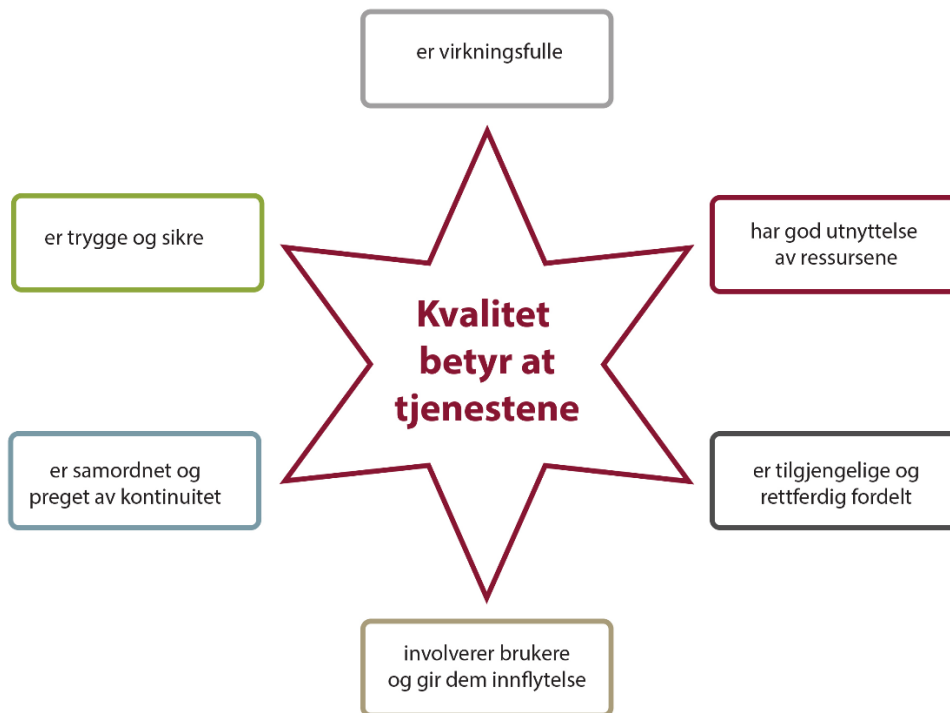 er virkningsfulle
er trygge og sikre
har god utnyttelse
av ressursene
Kvalitet
betyr at
tjenestene
er samordnet og
preget av kontinuitet
er tilgjengelige og
rettferdig fordelt
involverer brukere
og gir dem innflytelse